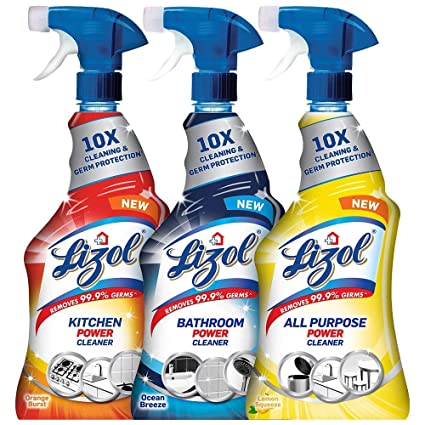 10X
CLEANING &
GERM PROTECTION
NEW
Lizol
REMOVES 99.9% GERMS
KITCHEN
POWER
CLEANER
Orange
Burst
10X
CLEANING &
GERM PROTECTION
NEW
Lizol
REMOVES 99.9% GERMS
BATHROOM
POWER
CLEANER
Ocean
Breeze
10X
CLEANING &
GERM PROTECTION
NEW
Lizol
REMOVES 99.9% GERMS
ALL PURPOSE
POWER
CLEANER
Lemon
Squeeze